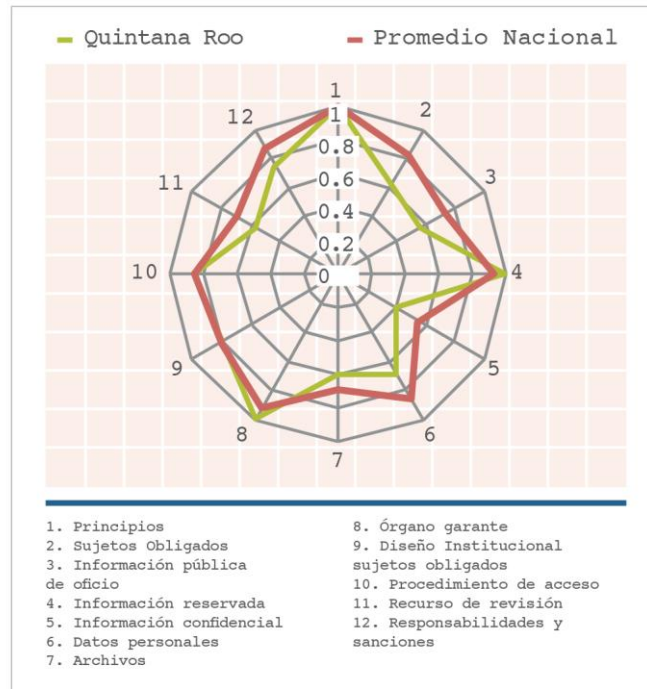 Quintana Roo
Promedio Nacional
1
12
2
1
0.8
11
3
0.6
0.4
0.2
10
0
4
9
5
8
6
7
1. Principios
2. Sujetos Obligados
3. Información pública
de oficio
4. Información reservada
5. Información confidencial
6. Datos personales
7. Archivos
8. Órgano garante
9. Diseño Institucional
sujetos obligados
10. Procedimiento de acceso
11. Recurso de revisión
12. Responsabilidades y
sanciones